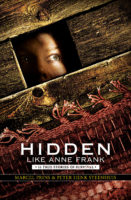 HIDDEN
LIKE ANNE FRANK
14 TRUE STORIES OF SURVIVAL
MARCEL PRINS & PETER HENK STEENHUIS